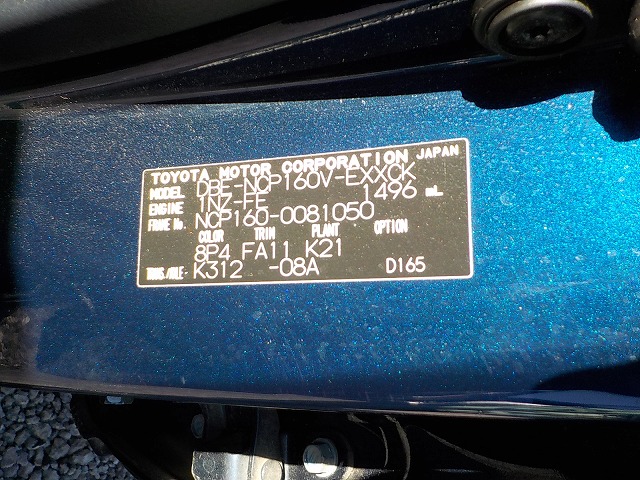 TOYOTA MOTOR CORPORATION JAPAN
MODEL DBE-NCP160V-EXXCK
ENGINE 1NZ-FE 1496 mL
FRAME No. NCP160-0081050
COLOR TRIM PLANT OPTION
8P4 FA11 K21
TRANS./AXLE- K312 -08A D165